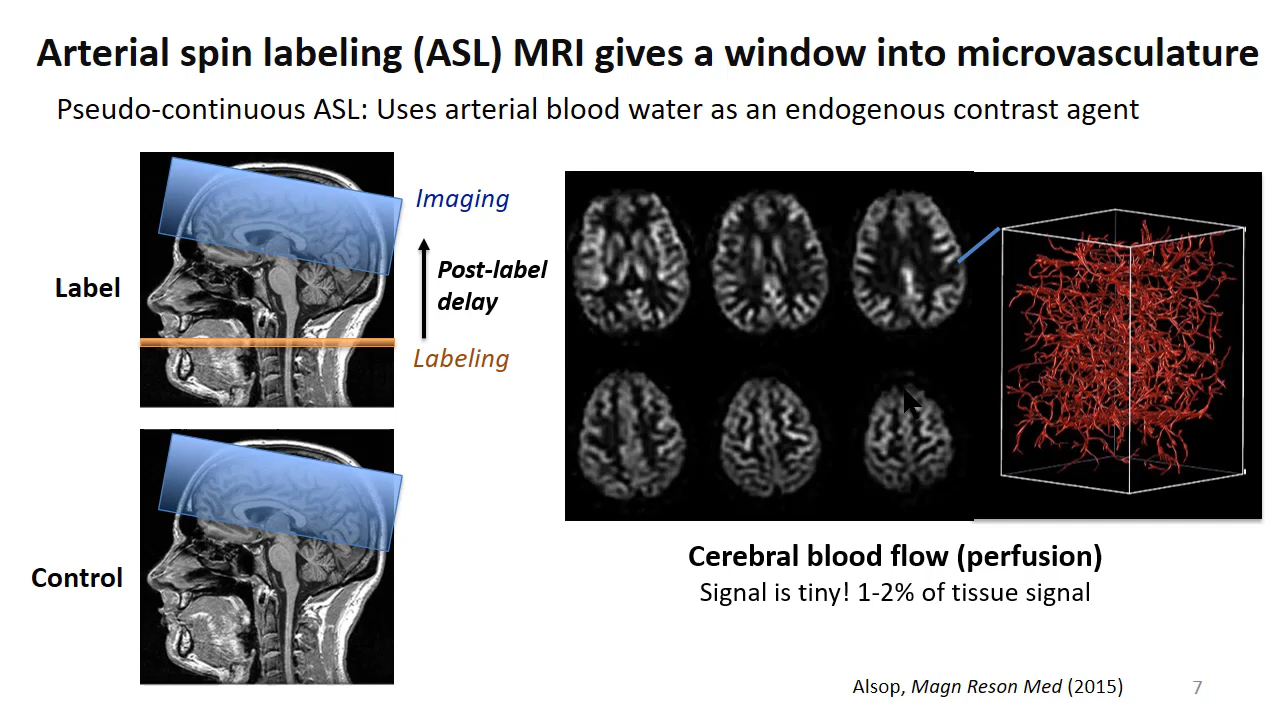 Arterial spin labeling (ASL) MRI gives a window into microvasculature
Pseudo-continuous ASL: Uses arterial blood water as an endogenous contrast agent
Label
Imaging
Post-label
delay
Labeling
Control
Cerebral blood flow (perfusion)
Signal is tiny! 1-2% of tissue signal
Alsop, Magn Reson Med (2015)
7